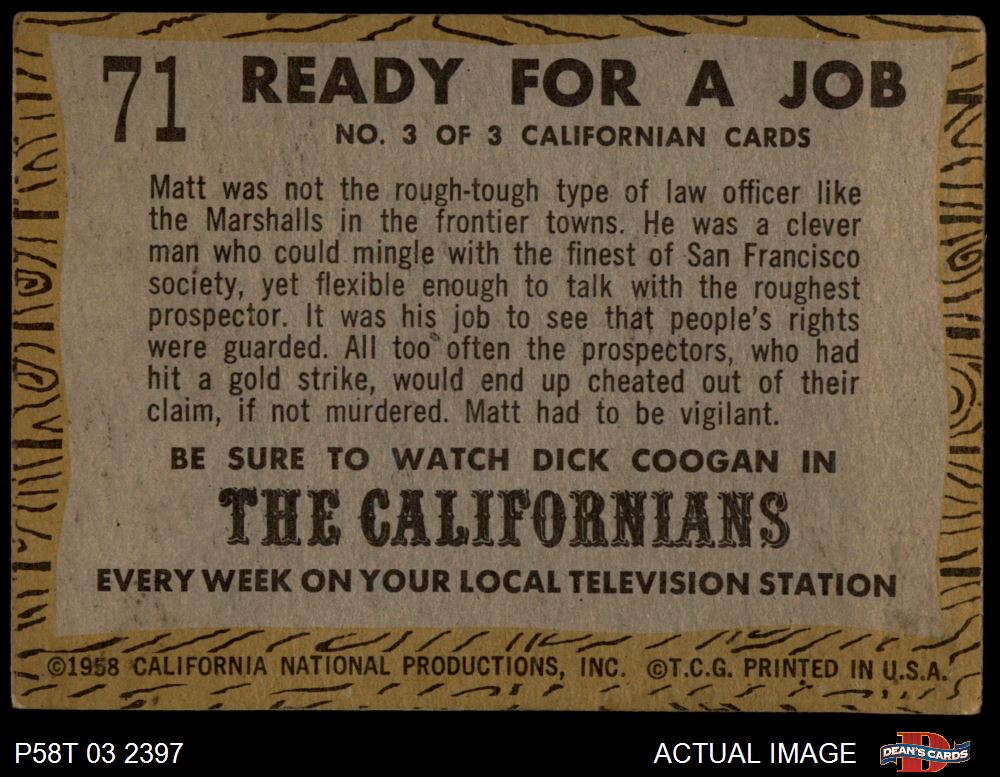 71
READY FOR A JOB
NO. 3 OF 3 CALIFORNIAN CARDS
Matt was not the rough-tough type of law officer like
the Marshalls in the frontier towns. He was a clever
man who could mingle with the finest of San Francisco
society, yet flexible enough to talk with the roughest
prospector. It was his job to see that people's rights
were guarded. All too often the prospectors, who had
hit a gold strike, would end up cheated out of their
claim, if not murdered. Matt had to be vigilant.
BE SURE TO WATCH DICK COOGAN IN
THE CALIFORNIANS
EVERY WEEK ON YOUR LOCAL TELEVISION STATION
©1958 CALIFORNIA NATIONAL PRODUCTIONS, INC. ©T.C.G. PRINTED IN U.S.A.
P58T 03 2397
ACTUAL IMAGE
D
DEAN'S CARDS